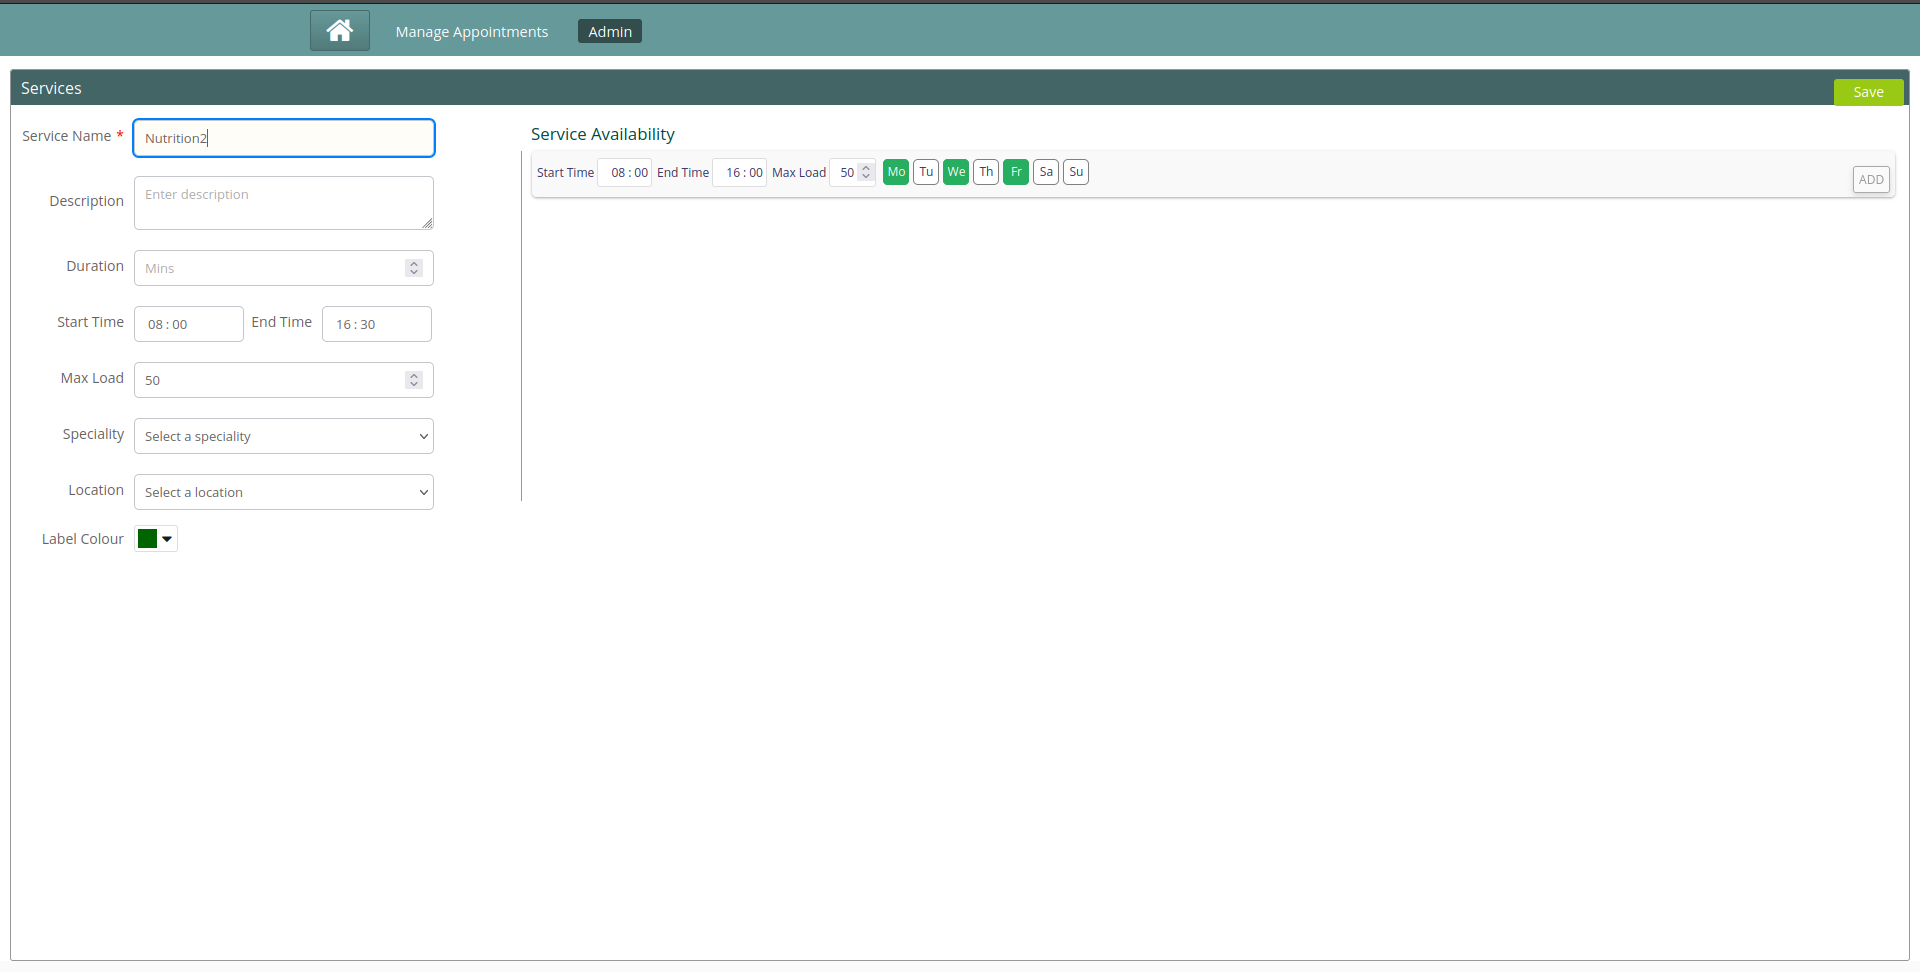 Manage Appointments Admin
Services
Save
Service Name * Nutrition2
Description Enter description
Duration Mins
Start Time 08 : 00 End Time 16 : 30
Max Load 50
Speciality Select a speciality
Location Select a location
Label Colour
Service Availability
Start Time 08 : 00 End Time 16 : 00 Max Load 50 Mo Tu We Th Fr Sa Su
ADD